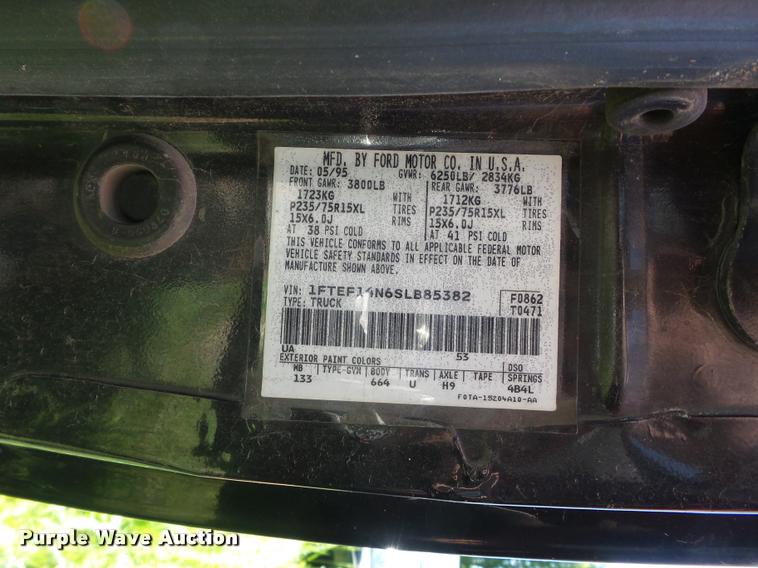 MFD. BY FORD MOTOR CO. IN U.S.A.
DATE: 05/95 GVWR: 6250LB/ 2834KG
FRONT GAWR: 3800LB REAR GAWR: 3776LB
1723KG WITH 1712KG WITH
P235/75R15XL TIRES P235/75R15XL TIRES
15X6.0J RIMS 15X6.0J RIMS
AT 38 PSI COLD AT 41 PSI COLD
THIS VEHICLE CONFORMS TO ALL APPLICABLE FEDERAL MOTOR
VEHICLE SAFETY STANDARDS IN EFFECT ON THE DATE OF
MANUFACTURE SHOWN ABOVE.
VIN: 1FTEF14N6SLB85382 F0862
TYPE: TRUCK T0471
UA 53
EXTERIOR PAINT COLORS DSO
WB TYPE-GVW BODY TRANS AXLE TAPE SPRINGS
133 664 U H9 4B4L
F0TA-15204A10-AA
Purple Wave Auction